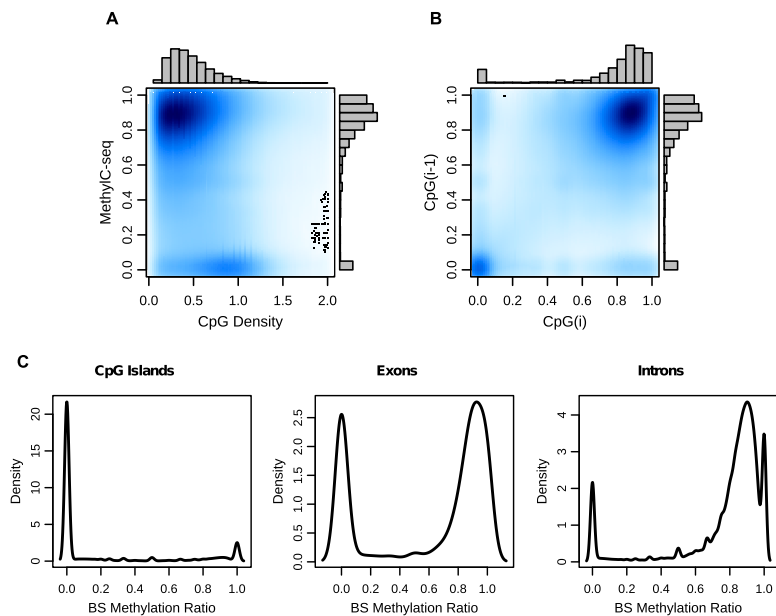 A
B
MethylC-seq
0.0 0.2 0.4 0.6 0.8 1.0
0.0 0.5 1.0 1.5 2.0
CpG Density
CpG(i-1)
0.0 0.2 0.4 0.6 0.8 1.0
0.0 0.2 0.4 0.6 0.8 1.0
CpG(i)
C
CpG Islands
Density
0 5 10 15 20
0.0 0.2 0.4 0.6 0.8 1.0
BS Methylation Ratio
Exons
Density
0.0 0.5 1.0 1.5 2.0 2.5
0.0 0.2 0.4 0.6 0.8 1.0
BS Methylation Ratio
Introns
Density
0 1 2 3 4
0.0 0.2 0.4 0.6 0.8 1.0
BS Methylation Ratio